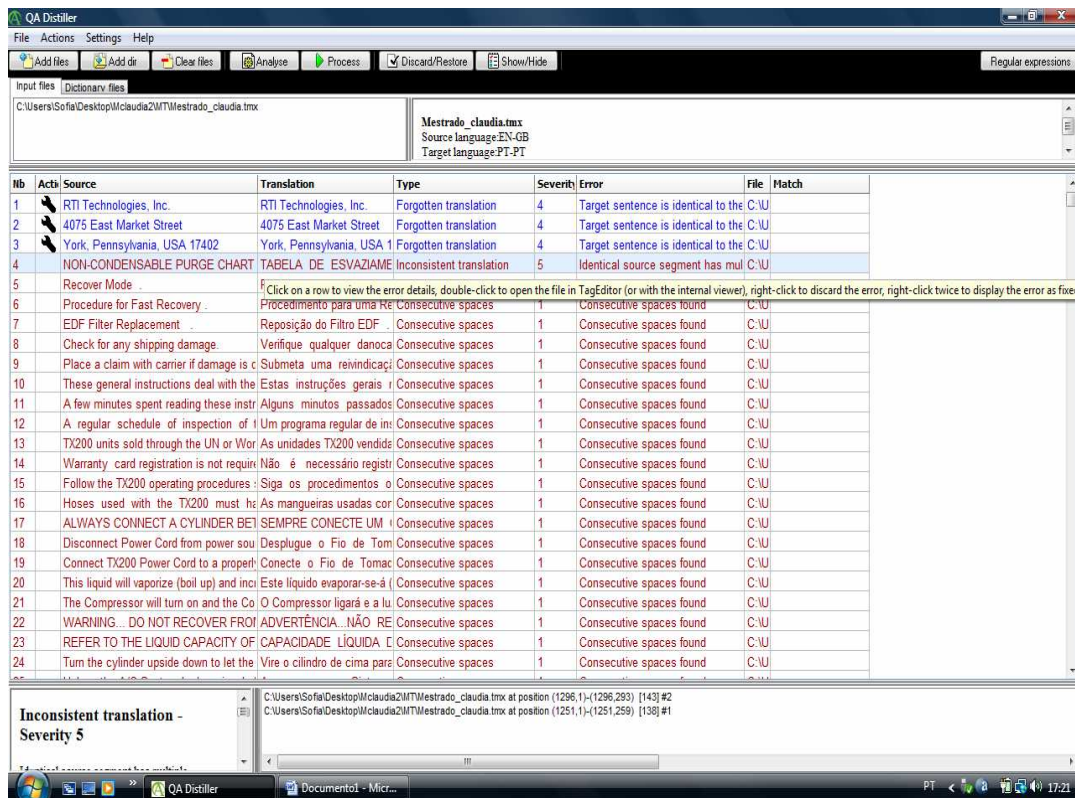 QA Distiller
File Actions Settings Help
Add files Add dir Clear files Analyse Process Discard/Restore Show/Hide Regular expressions
Input files Dictionary files
C:\Users\Sofia\Desktop\Mclaudia2\MT\Mestrado_claudia.tmx
Mestrado_claudia.tmx
Source language:EN-GB
Target language:PT-PT
Nb Acti Source Translation Type Severity Error File Match
1 RTI Technologies, Inc. RTI Technologies, Inc. Forgotten translation 4 Target sentence is identical to the C:\U
2 4075 East Market Street 4075 East Market Street Forgotten translation 4 Target sentence is identical to the C:\U
3 York, Pennsylvania, USA 17402 York, Pennsylvania, USA 1 Forgotten translation 4 Target sentence is identical to the C:\U
4 NON-CONDENSABLE PURGE CHART TABELA DE ESVAZIAME Inconsistent translation 5 Identical source segment has mul C:\U
5 Recover Mode .
Click on a row to view the error details, double-click to open the file in TagEditor (or with the internal viewer), right-click to discard the error, right-click twice to display the error as fixe
6 Procedure for Fast Recovery . Procedimento para uma Re Consecutive spaces 1 Consecutive spaces found C:\U
7 EDF Filter Replacement . Reposição do Filtro EDF . Consecutive spaces 1 Consecutive spaces found C:\U
8 Check for any shipping damage. Verifique qualquer danoca Consecutive spaces 1 Consecutive spaces found C:\U
9 Place a claim with carrier if damage is c Submeta uma reivindicaç Consecutive spaces 1 Consecutive spaces found C:\U
10 These general instructions deal with the Estas instruções gerais r Consecutive spaces 1 Consecutive spaces found C:\U
11 A few minutes spent reading these instr Alguns minutos passados Consecutive spaces 1 Consecutive spaces found C:\U
12 A regular schedule of inspection of t Um programa regular de in Consecutive spaces 1 Consecutive spaces found C:\U
13 TX200 units sold through the UN or Wor As unidades TX200 vendida Consecutive spaces 1 Consecutive spaces found C:\U
14 Warranty card registration is not require Não é necessário registr Consecutive spaces 1 Consecutive spaces found C:\U
15 Follow the TX200 operating procedures Siga os procedimentos o Consecutive spaces 1 Consecutive spaces found C:\U
16 Hoses used with the TX200 must ha As mangueiras usadas cor Consecutive spaces 1 Consecutive spaces found C:\U
17 ALWAYS CONNECT A CYLINDER BET SEMPRE CONECTE UM Consecutive spaces 1 Consecutive spaces found C:\U
18 Disconnect Power Cord from power sou Desplugue o Fio de Tom Consecutive spaces 1 Consecutive spaces found C:\U
19 Connect TX200 Power Cord to a properl Conecte o Fio de Tomac Consecutive spaces 1 Consecutive spaces found C:\U
20 This liquid will vaporize (boil up) and inc Este líquido evaporar-se-á ( Consecutive spaces 1 Consecutive spaces found C:\U
21 The Compressor will turn on and the Co O Compressor ligará e a lu Consecutive spaces 1 Consecutive spaces found C:\U
22 WARNING... DO NOT RECOVER FROM ADVERTÊNCIA...NÃO RE Consecutive spaces 1 Consecutive spaces found C:\U
23 REFER TO THE LIQUID CAPACITY OF CAPACIDADE LÍQUIDA D Consecutive spaces 1 Consecutive spaces found C:\U
24 Turn the cylinder upside down to let the Vire o cilindro de cima para Consecutive spaces 1 Consecutive spaces found C:\U
Inconsistent translation -
Severity 5
C:\Users\Sofia\Desktop\Mclaudia2\MT\Mestrado_claudia.tmx at position (1296,1)-(1296,293) [143] #2
C:\Users\Sofia\Desktop\Mclaudia2\MT\Mestrado_claudia.tmx at position (1251,1)-(1251,259) [138] #1
QA Distiller Documento1 - Micr... PT 17:21